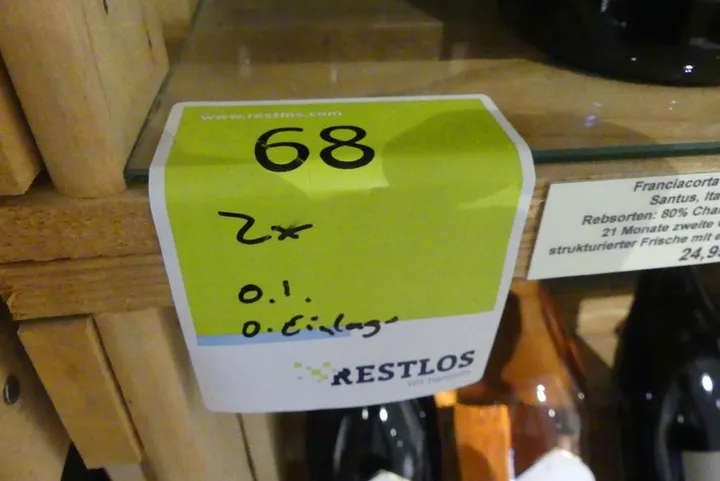 www.restlos.com
68
2x
0.I.
0.Einlage
RESTLOS
Franciacorta
Santus, Ita
Rebsorten: 80% Cha
21 Monate zweite
strukturierter Frische mit e
24,9